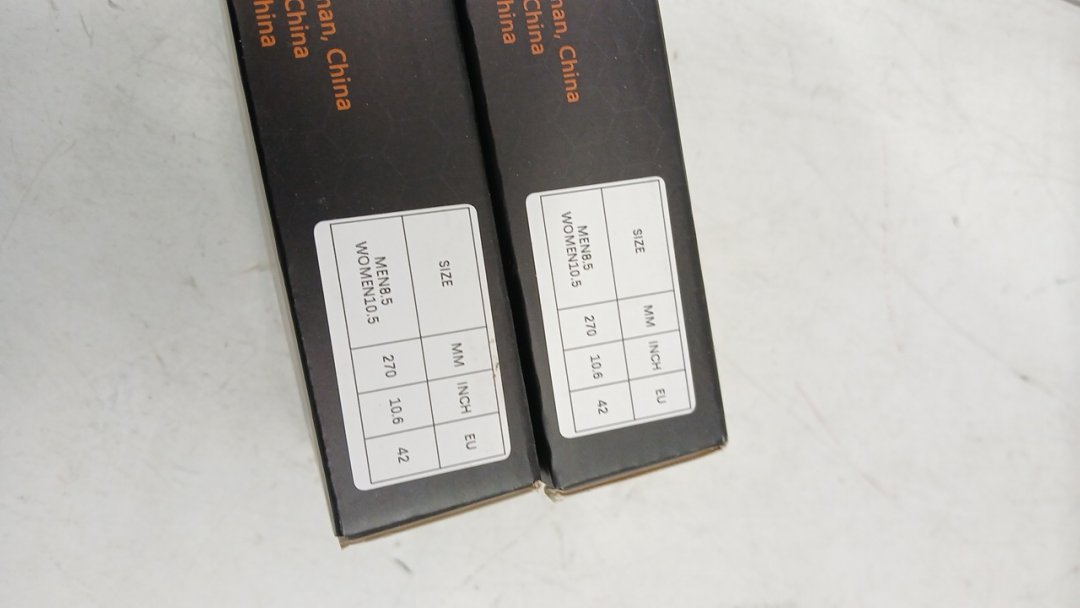 nan, China
China
hina
SIZE MM INCH EU
MEN8.5
WOMEN10.5 270 10.6 42
nan, China
China
hina
SIZE MM INCH EU
MEN8.5
WOMEN10.5 270 10.6 42